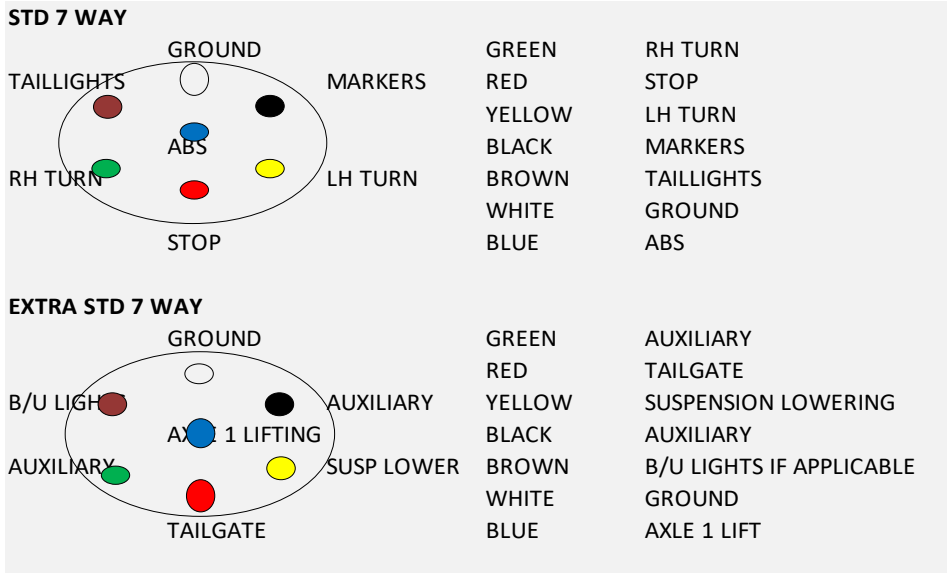 STD 7 WAY
GROUND GREEN RH TURN
TAILLIGHTS MARKERS RED STOP
YELLOW LH TURN
ABS BLACK MARKERS
RH TURN LH TURN BROWN TAILLIGHTS
WHITE GROUND
STOP BLUE ABS
EXTRA STD 7 WAY
GROUND GREEN AUXILIARY
RED TAILGATE
B/U LIGHTS AUXILIARY YELLOW SUSPENSION LOWERING
AXLE 1 LIFTING BLACK AUXILIARY
AUXILIARY SUSP LOWER BROWN B/U LIGHTS IF APPLICABLE
WHITE GROUND
TAILGATE BLUE AXLE 1 LIFT